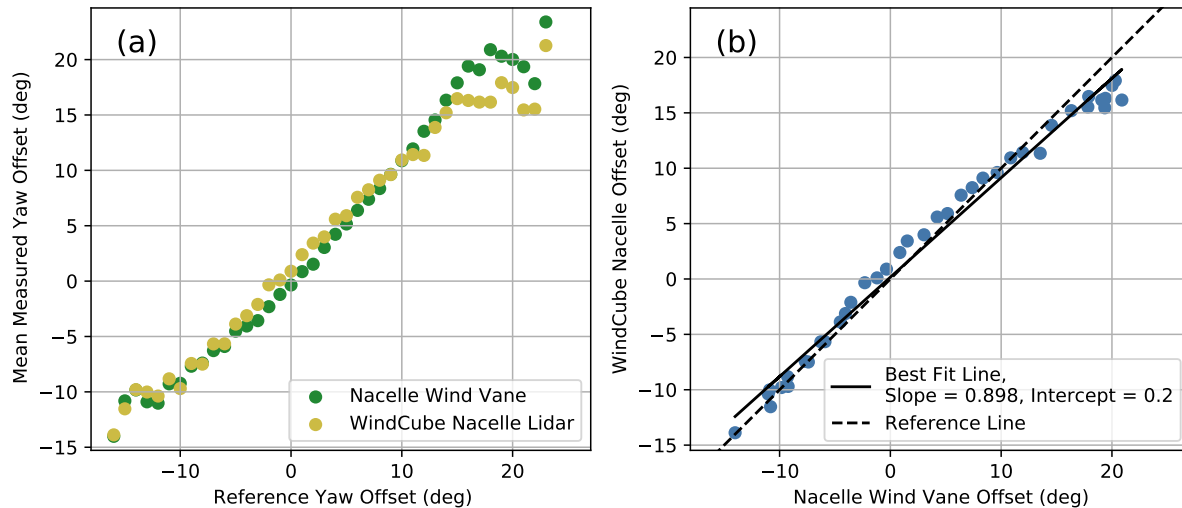 (a)
Mean Measured Yaw Offset (deg)
20
15
10
5
0
−5
−10
−15
−10
0
10
20
Reference Yaw Offset (deg)
Nacelle Wind Vane
WindCube Nacelle Lidar
(b)
WindCube Nacelle Offset (deg)
20
15
10
5
0
−5
−10
−15
−10
0
10
20
Nacelle Wind Vane Offset (deg)
Best Fit Line,
Slope = 0.898, Intercept = 0.2
Reference Line